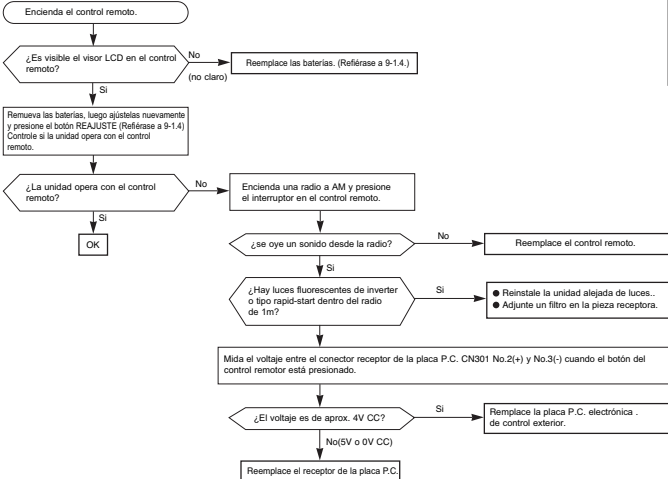 Encienda el control remoto.
¿Es visible el visor LCD en el control
remoto?
No
(no claro)
Reemplace las baterías. (Refiérase a 9-1.4.)
Si
Remueva las baterías, luego ajústelas nuevamente
y presione el botón REAJUSTE (Refiérase a 9-1.4)
Controle si la unidad opera con el control
remoto.
¿La unidad opera con el control
remoto?
No
Encienda una radio a AM y presione
el interruptor en el control remoto.
Si
OK
¿se oye un sonido desde la radio?
No
Reemplace el control remoto.
Si
¿Hay luces fluorescentes de inverter
o tipo rapid-start dentro del radio
de 1m?
Si
● Reinstale la unidad alejada de luces..
● Adjunte un filtro en la pieza receptora.
Mida el voltaje entre el conector receptor de la placa P.C. CN301 No.2(+) y No.3(-) cuando el botón del
control remotor está presionado.
¿El voltaje es de aprox. 4V CC?
Si
Remplace la placa P.C. electrónica .
de control exterior.
No(5V o 0V CC)
Reemplace el receptor de la placa P.C.